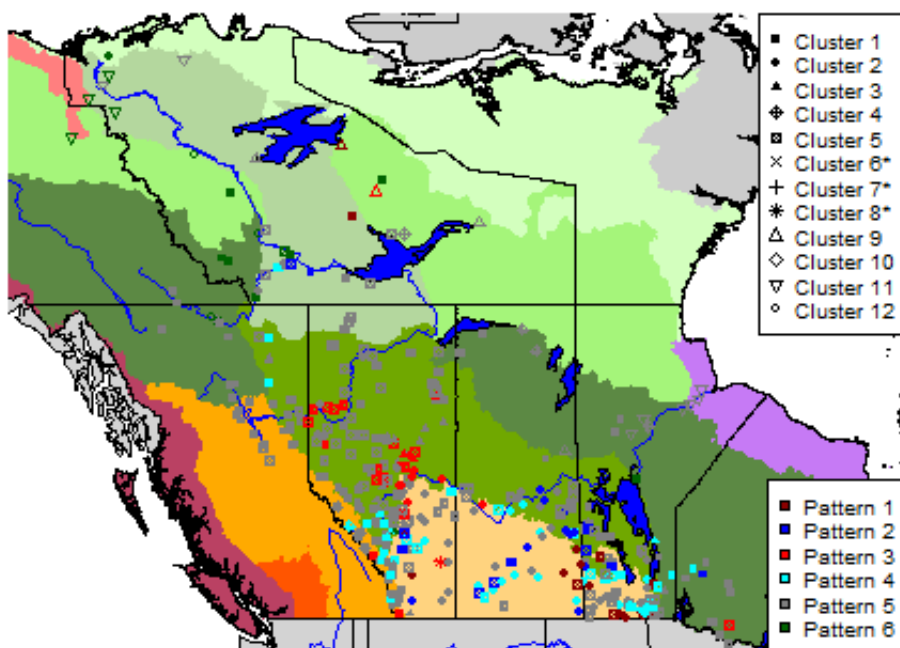 Cluster 1
Cluster 2
Cluster 3
Cluster 4
Cluster 5
Cluster 6*
Cluster 7*
Cluster 8*
Cluster 9
Cluster 10
Cluster 11
Cluster 12
Pattern 1
Pattern 2
Pattern 3
Pattern 4
Pattern 5
Pattern 6